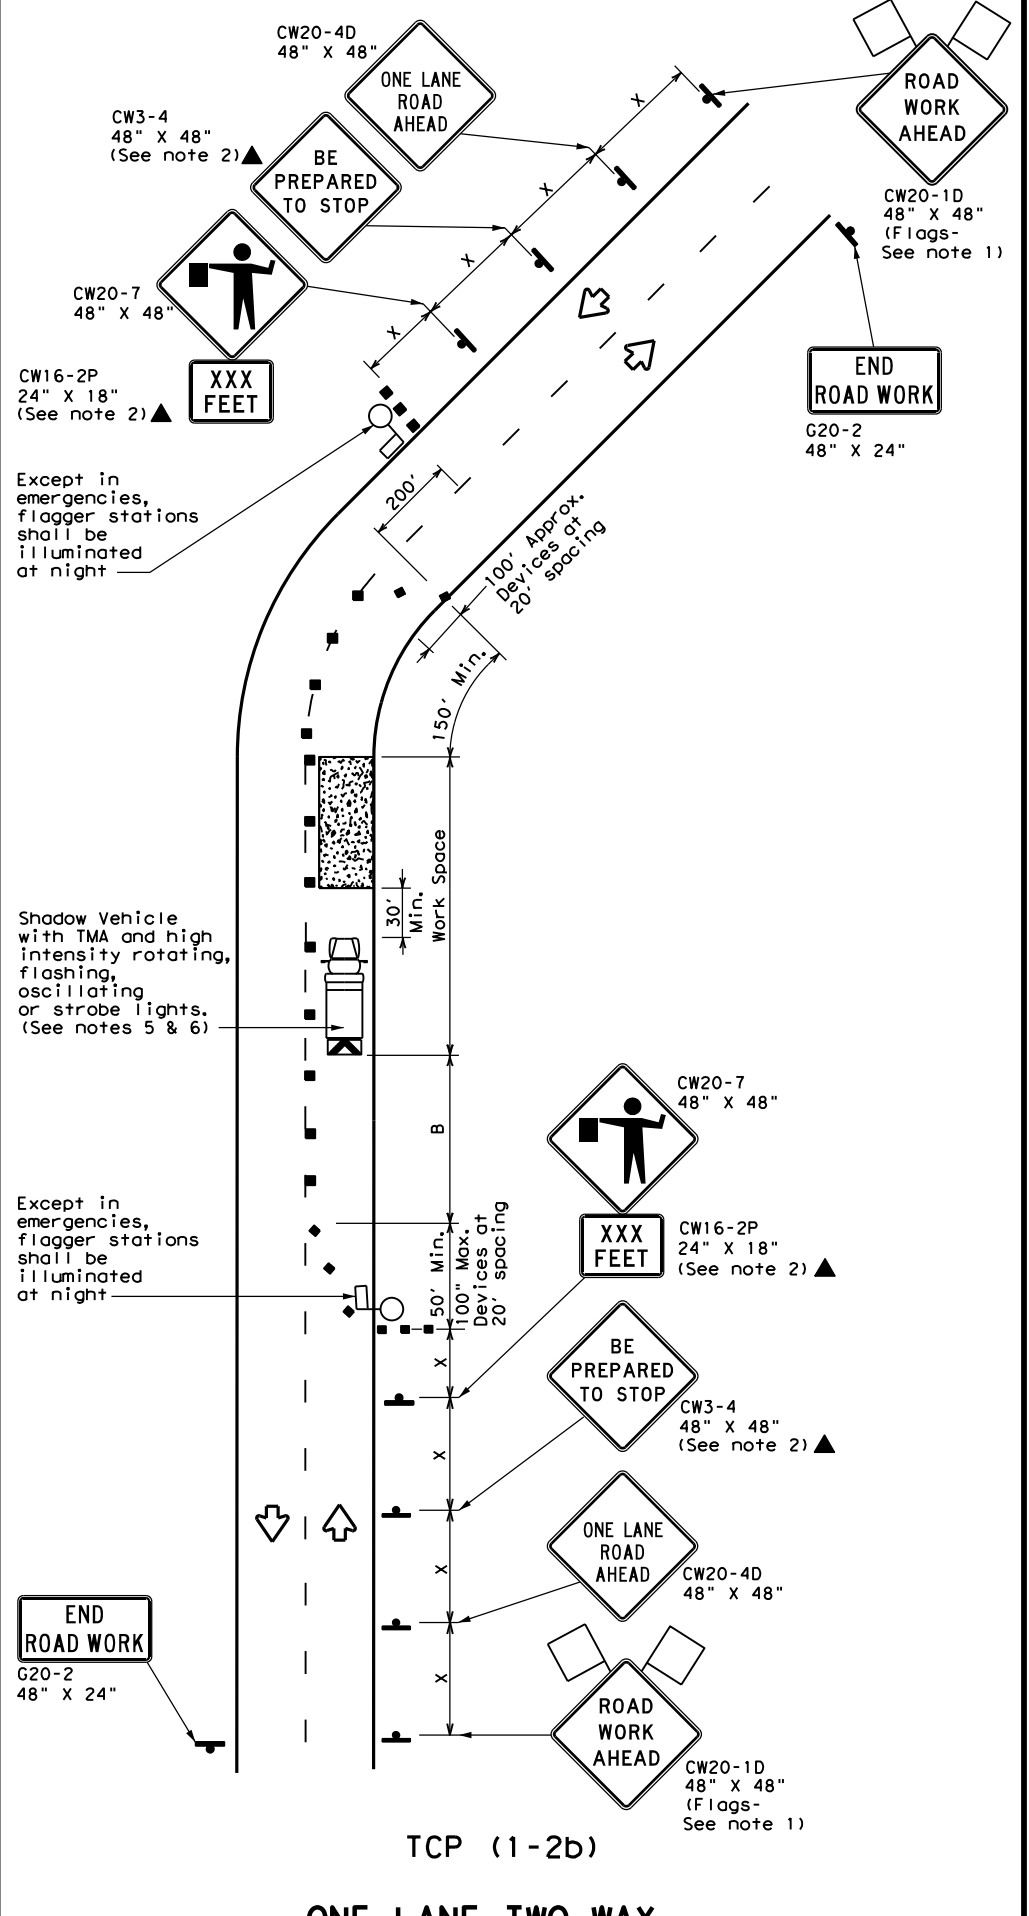 CW20-4D
48" X 48"
ONE LANE
ROAD
AHEAD
CW3-4
48" X 48"
(See note 2)
BE
PREPARED
TO STOP
CW20-7
48" X 48"
CW16-2P
24" X 18"
(See note 2)
XXX
FEET
X
X
X
X
ROAD
WORK
AHEAD
CW20-1D
48" X 48"
(Flags-
See note 1)
END
ROAD WORK
G20-2
48" X 24"
Except in
emergencies,
flagger stations
shall be
illuminated
at night
200'
100' Approx.
Devices at
20' spacing
150' Min.
30'
Min.
Work Space
Shadow Vehicle
with TMA and high
intensity rotating,
flashing,
oscillating
or strobe lights.
(See notes 5 & 6)
B
CW20-7
48" X 48"
XXX
FEET
CW16-2P
24" X 18"
(See note 2)
Except in
emergencies,
flagger stations
shall be
illuminated
at night
50' Min.
100" Max.
Devices at
20' spacing
X
X
X
X
BE
PREPARED
TO STOP
CW3-4
48" X 48"
(See note 2)
ONE LANE
ROAD
AHEAD
CW20-4D
48" X 48"
END
ROAD WORK
G20-2
48" X 24"
ROAD
WORK
AHEAD
CW20-1D
48" X 48"
(Flags-
See note 1)
TCP (1-2b)
ONE LANE TWO WAY